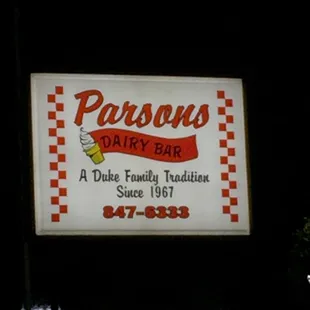 Parsons
DAIRY BAR
A Duke Family Tradition
Since 1967
847-6333